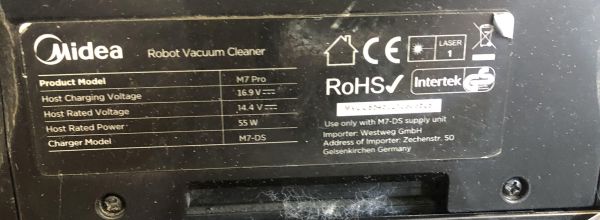 Midea
Robot Vacuum Cleaner
Product Model M7 Pro
Host Charging Voltage 16.9 V⎓
Host Rated Voltage 14.4 V⎓
Host Rated Power 55 W
Charger Model M7-DS
CE
LASER
1
RoHS✓
Intertek
GS
Use only with M7-DS supply unit
Importer: Westweg GmbH
Address of Importer: Zechenstr. 50
Gelsenkirchen Germany